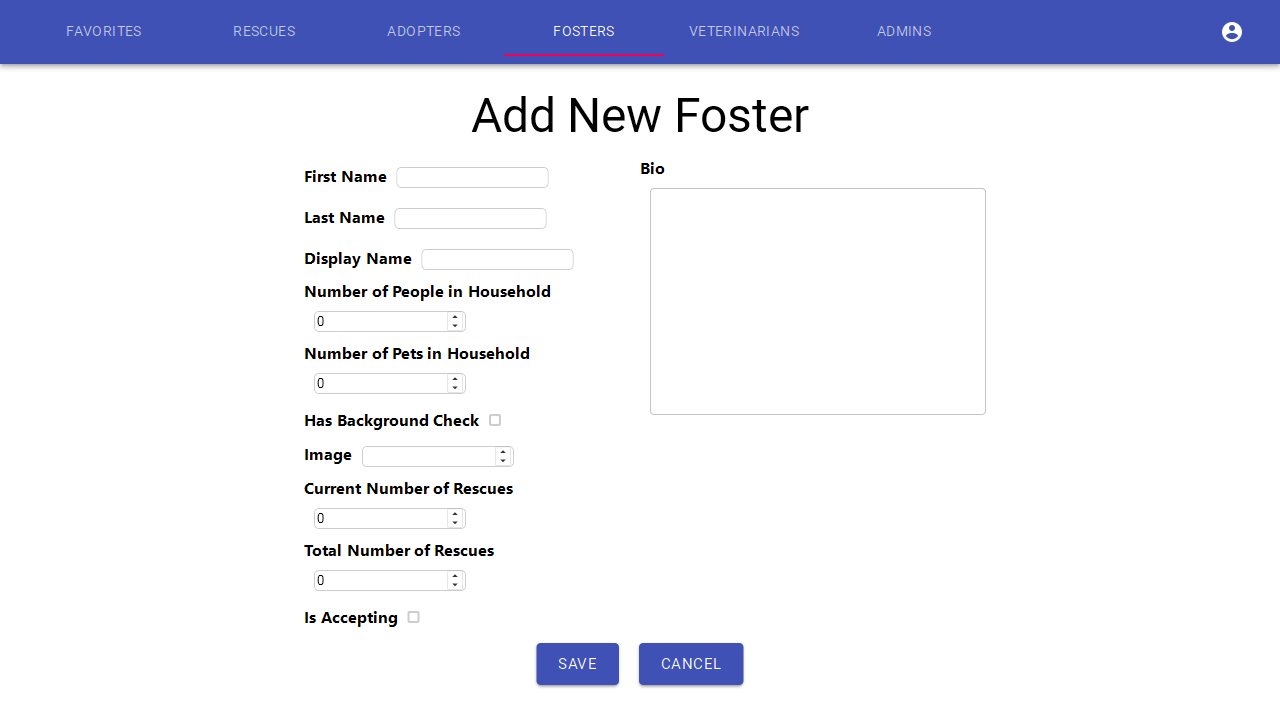 FAVORITES
RESCUES
ADOPTERS
FOSTERS
VETERINARIANS
ADMINS
Add New Foster
First Name
Last Name
Display Name
Number of People in Household
0
Number of Pets in Household
0
Has Background Check
Image
Current Number of Rescues
0
Total Number of Rescues
0
Is Accepting
Bio
SAVE
CANCEL